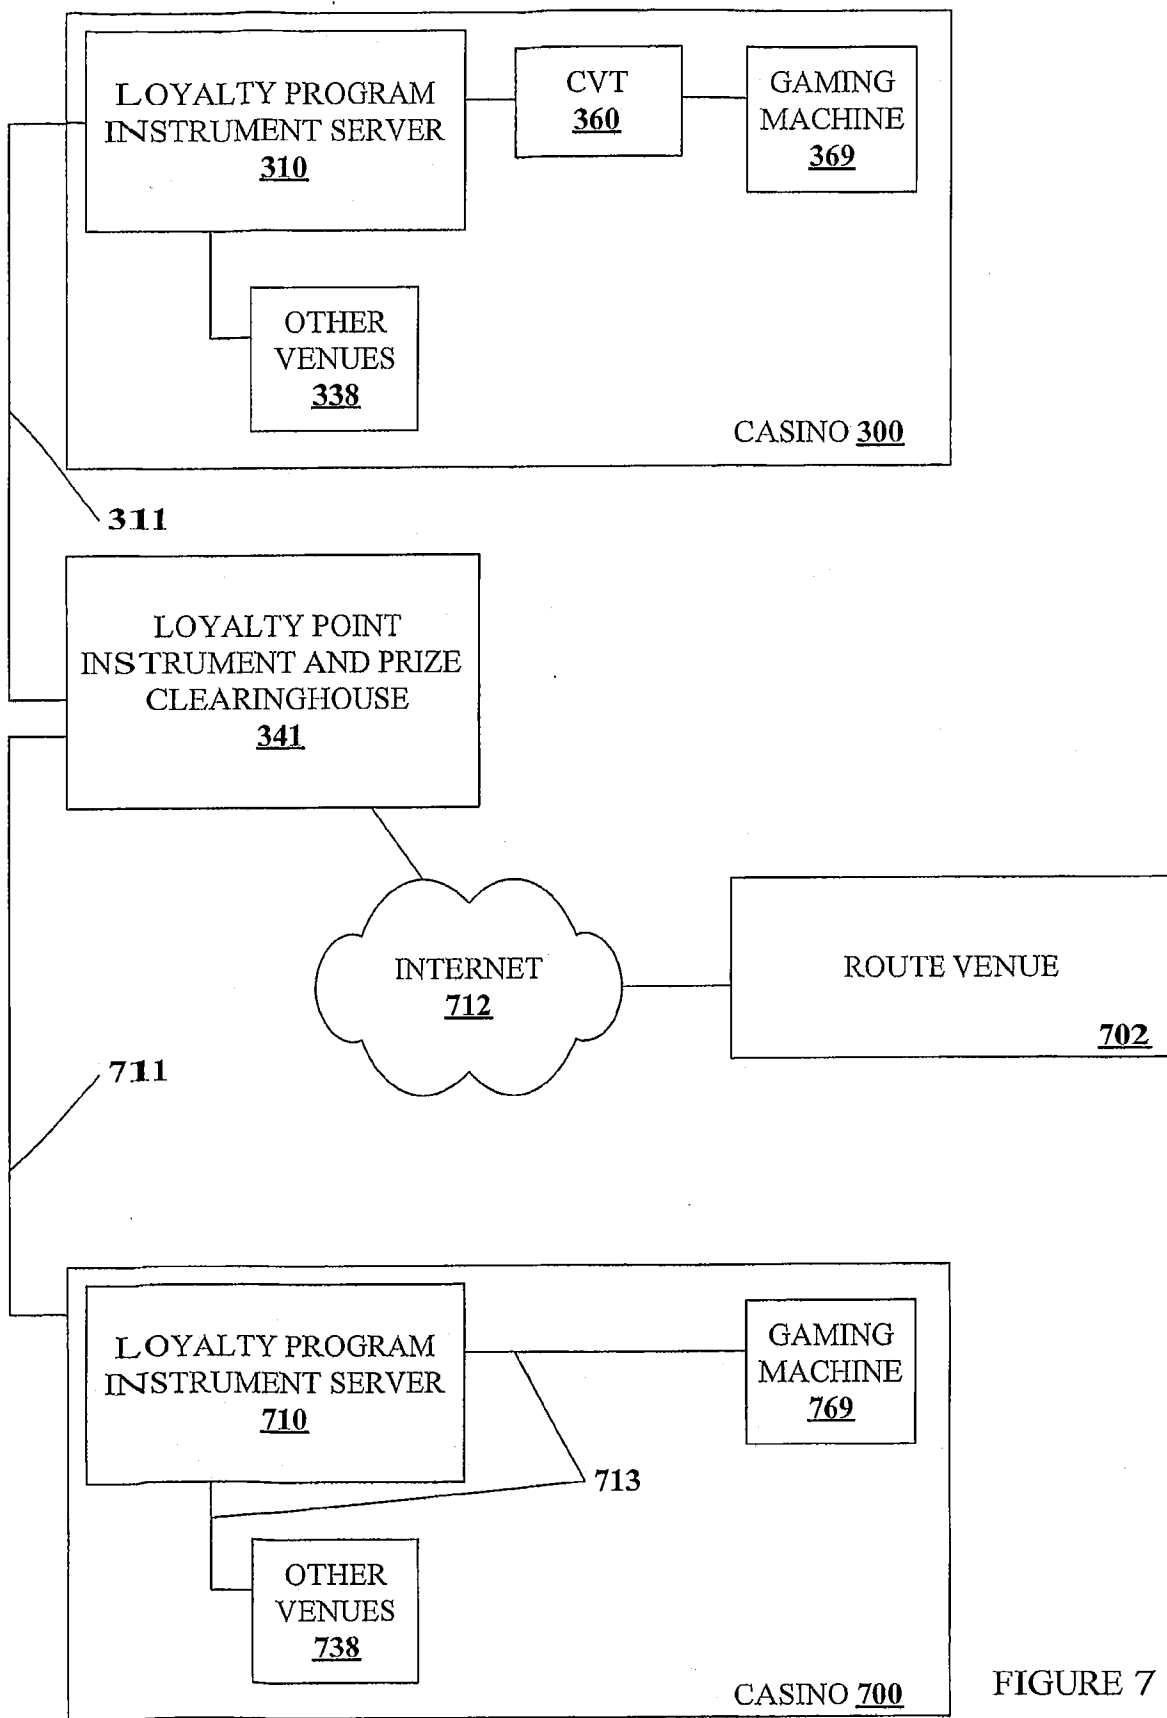 LOYALTY PROGRAM
INSTRUMENT SERVER
310
CVT
360
GAMING
MACHINE
369
OTHER
VENUES
338
CASINO 300
311
LOYALTY POINT
INSTRUMENT AND PRIZE
CLEARINGHOUSE
341
INTERNET
712
ROUTE VENUE
702
711
LOYALTY PROGRAM
INSTRUMENT SERVER
710
GAMING
MACHINE
769
713
OTHER
VENUES
738
CASINO 700
FIGURE 7